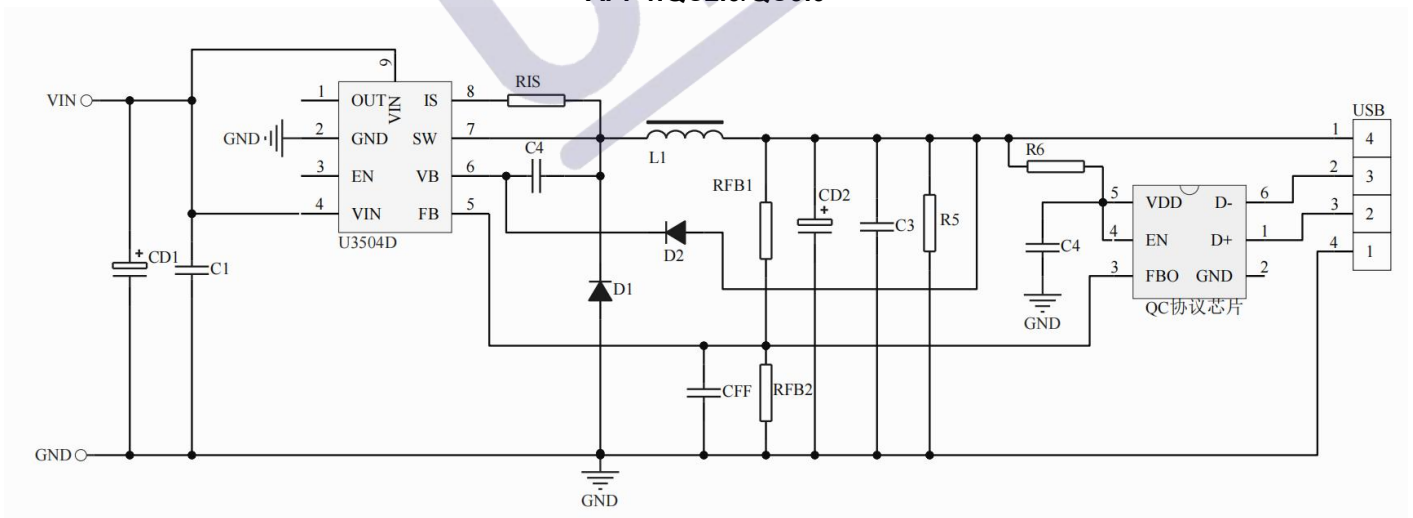 VIN
GND
CD1
+
C1
9
1 OUT VIN IS 8
2 GND SW 7
3 EN VB 6
4 VIN FB 5
U3504D
GND
RIS
C4
L1
D2
D1
RFB1
CD2
+
C3
R5
CFF
RFB2
GND
R6
C4
GND
5 VDD D- 6
4 EN D+ 1
3 FBO GND 2
QC协议芯片
USB
1 4
2 3
3 2
4 1